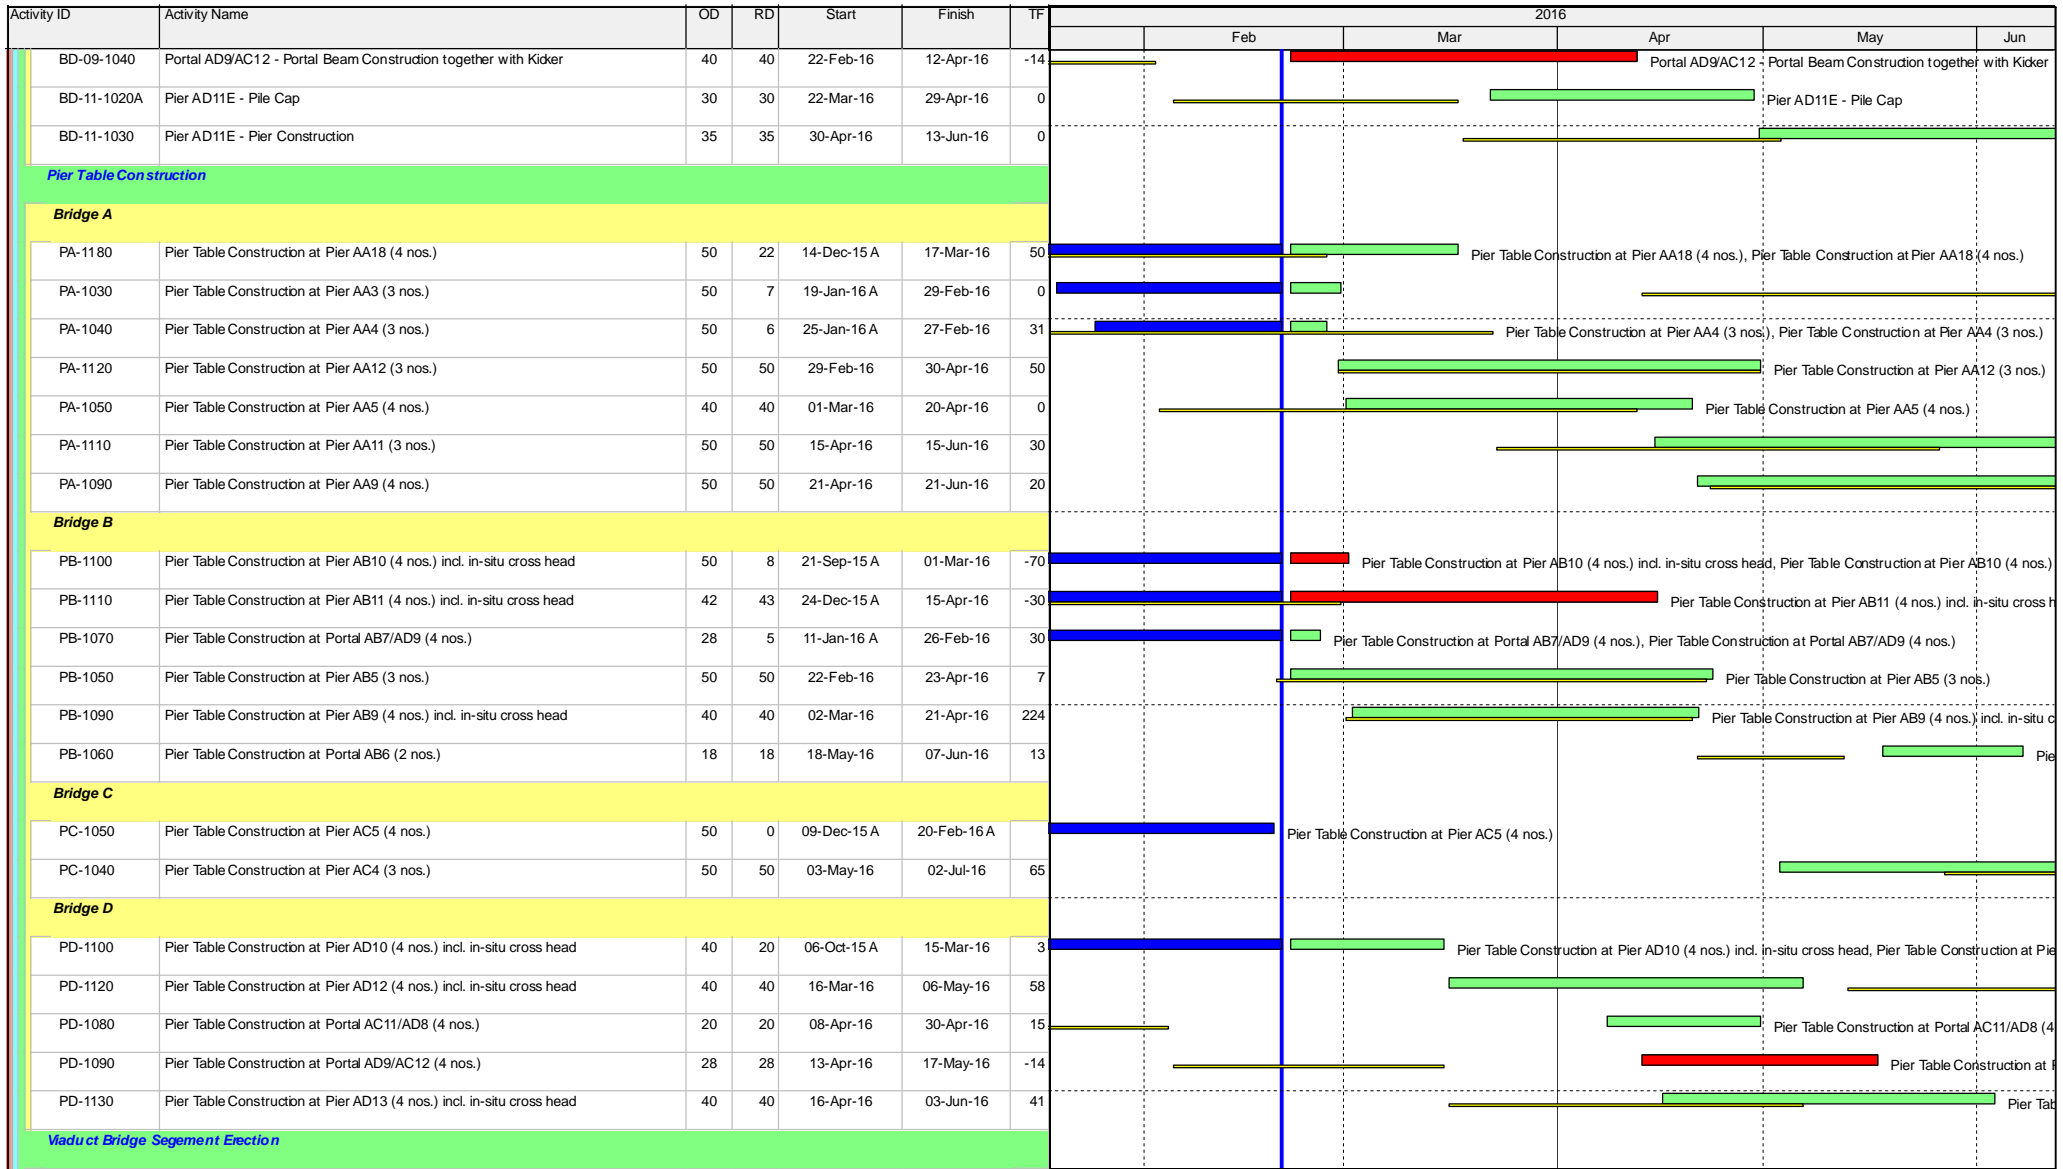 Activity ID Activity Name OD RD Start Finish TF 2016
Feb Mar Apr May Jun
BD-09-1040 Portal AD9/AC12 - Portal Beam Construction together with Kicker 40 40 22-Feb-16 12-Apr-16 -14 Portal AD9/AC12 - Portal Beam Construction together with Kicker
BD-11-1020A Pier AD11E - Pile Cap 30 30 22-Mar-16 29-Apr-16 0 Pier AD11E - Pile Cap
BD-11-1030 Pier AD11E - Pier Construction 35 35 30-Apr-16 13-Jun-16 0
Pier Table Construction
Bridge A
PA-1180 Pier Table Construction at Pier AA18 (4 nos.) 50 22 14-Dec-15 A 17-Mar-16 50 Pier Table Construction at Pier AA18 (4 nos.), Pier Table Construction at Pier AA18 (4 nos.)
PA-1030 Pier Table Construction at Pier AA3 (3 nos.) 50 7 19-Jan-16 A 29-Feb-16 0
PA-1040 Pier Table Construction at Pier AA4 (3 nos.) 50 6 25-Jan-16 A 27-Feb-16 31 Pier Table Construction at Pier AA4 (3 nos.), Pier Table Construction at Pier AA4 (3 nos.)
PA-1120 Pier Table Construction at Pier AA12 (3 nos.) 50 50 29-Feb-16 30-Apr-16 50 Pier Table Construction at Pier AA12 (3 nos.)
PA-1050 Pier Table Construction at Pier AA5 (4 nos.) 40 40 01-Mar-16 20-Apr-16 0 Pier Table Construction at Pier AA5 (4 nos.)
PA-1110 Pier Table Construction at Pier AA11 (3 nos.) 50 50 15-Apr-16 15-Jun-16 30
PA-1090 Pier Table Construction at Pier AA9 (4 nos.) 50 50 21-Apr-16 21-Jun-16 20
Bridge B
PB-1100 Pier Table Construction at Pier AB10 (4 nos.) incl. in-situ cross head 50 8 21-Sep-15 A 01-Mar-16 -70 Pier Table Construction at Pier AB10 (4 nos.) incl. in-situ cross head, Pier Table Construction at Pier AB10 (4 nos.)
PB-1110 Pier Table Construction at Pier AB11 (4 nos.) incl. in-situ cross head 42 43 24-Dec-15 A 15-Apr-16 -30 Pier Table Construction at Pier AB11 (4 nos.) incl. in-situ cross h
PB-1070 Pier Table Construction at Portal AB7/AD9 (4 nos.) 28 5 11-Jan-16 A 26-Feb-16 30 Pier Table Construction at Portal AB7/AD9 (4 nos.), Pier Table Construction at Portal AB7/AD9 (4 nos.)
PB-1050 Pier Table Construction at Pier AB5 (3 nos.) 50 50 22-Feb-16 23-Apr-16 7 Pier Table Construction at Pier AB5 (3 nos.)
PB-1090 Pier Table Construction at Pier AB9 (4 nos.) incl. in-situ cross head 40 40 02-Mar-16 21-Apr-16 224 Pier Table Construction at Pier AB9 (4 nos.) incl. in-situ c
PB-1060 Pier Table Construction at Portal AB6 (2 nos.) 18 18 18-May-16 07-Jun-16 13 Pie
Bridge C
PC-1050 Pier Table Construction at Pier AC5 (4 nos.) 50 0 09-Dec-15 A 20-Feb-16 A Pier Table Construction at Pier AC5 (4 nos.)
PC-1040 Pier Table Construction at Pier AC4 (3 nos.) 50 50 03-May-16 02-Jul-16 65
Bridge D
PD-1100 Pier Table Construction at Pier AD10 (4 nos.) incl. in-situ cross head 40 20 06-Oct-15 A 15-Mar-16 3 Pier Table Construction at Pier AD10 (4 nos.) incl. in-situ cross head, Pier Table Construction at Pie
PD-1120 Pier Table Construction at Pier AD12 (4 nos.) incl. in-situ cross head 40 40 16-Mar-16 06-May-16 58
PD-1080 Pier Table Construction at Portal AC11/AD8 (4 nos.) 20 20 08-Apr-16 30-Apr-16 15 Pier Table Construction at Portal AC11/AD8 (4
PD-1090 Pier Table Construction at Portal AD9/AC12 (4 nos.) 28 28 13-Apr-16 17-May-16 -14 Pier Table Construction at
PD-1130 Pier Table Construction at Pier AD13 (4 nos.) incl. in-situ cross head 40 40 16-Apr-16 03-Jun-16 41 Pier Tab
Viaduct Bridge Segement Erection